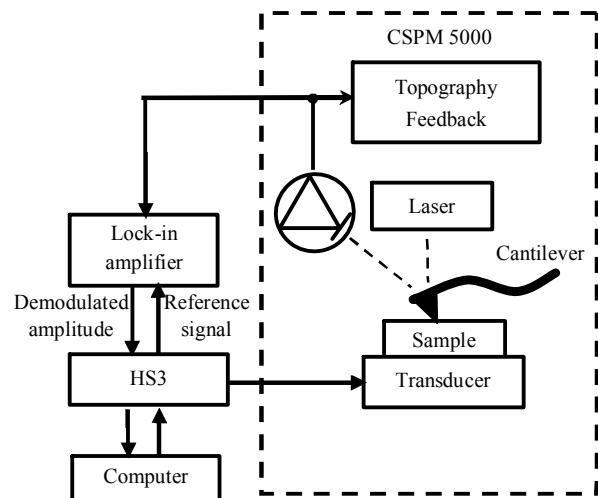 CSPM 5000
Topography
Feedback
Laser
Lock-in
amplifier
Cantilever
Demodulated
amplitude
Reference
signal
Sample
HS3
Transducer
Computer